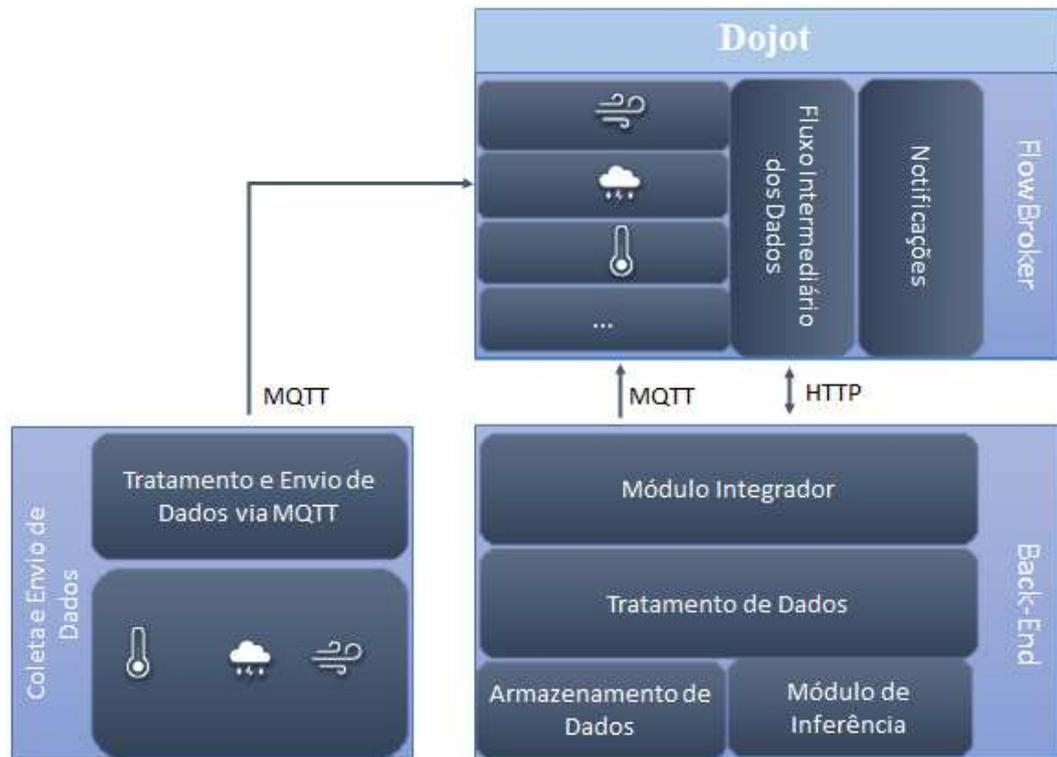 Dojot
Fluxo Intermediário
dos Dados
Notificações
FlowBroker
...
MQTT
MQTT
HTTP
Coleta e Envio de
Dados
Tratamento e Envio de
Dados via MQTT
Módulo Integrador
Tratamento de Dados
Armazenamento de
Dados
Módulo de
Inferência
Back-End